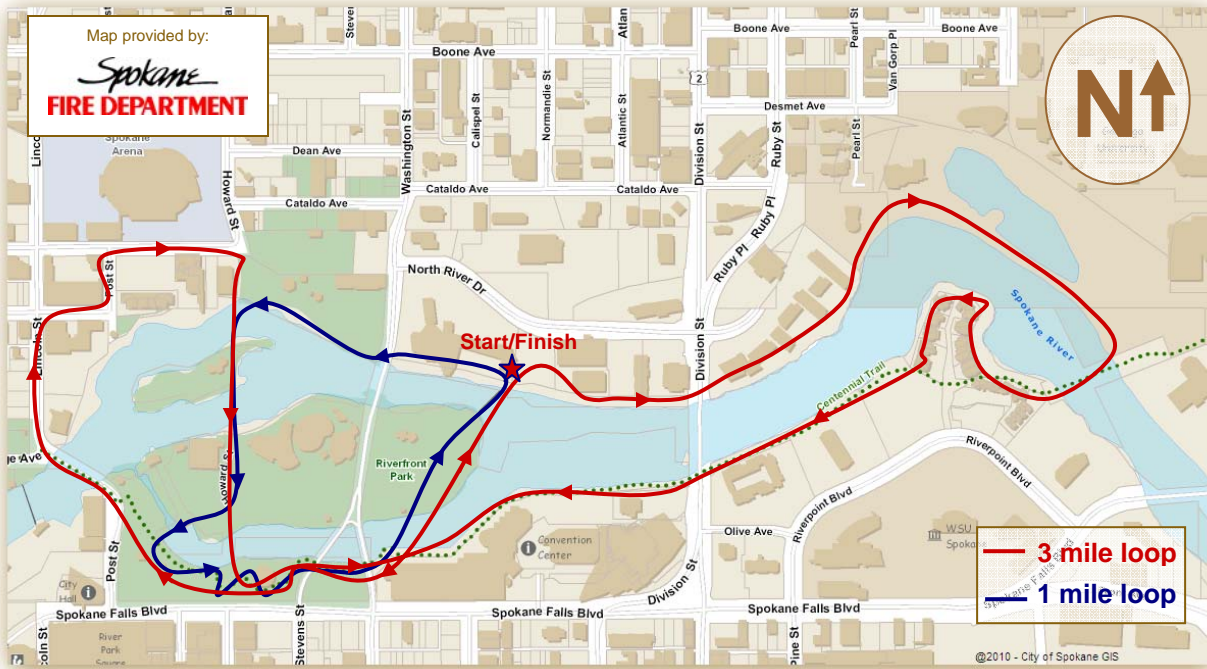 Map provided by:
Spokane
FIRE DEPARTMENT
Boone Ave
Boone Ave
Boone Ave
Pearl St
Van Gorp Pl
N
2
Desmet Ave
Calispel St
Normandie St
Atlantic St
Division St
Ruby St
Pearl St
Washington St
Arena
Dean Ave
Howard St
Cataldo Ave
Cataldo Ave
Cataldo Ave
Ruby Pl
Ruby Pl
Post St
North River Dr
Spokane River
Lincoln St
Start/Finish
Division St
Centennial Trail
Riverfront
Park
Riverpoint Blvd
Riverpoint Blvd
Olive Ave
Convention
Center
WSU
Post St
City
Hall
Division St
Spokane Falls Blvd
Spokane Falls Blvd
Spokane Falls Blvd
Spokane Falls Blvd
Stevens St
Pine St
River
Park
Square
3 mile loop
1 mile loop
@2010 - City of Spokane GIS